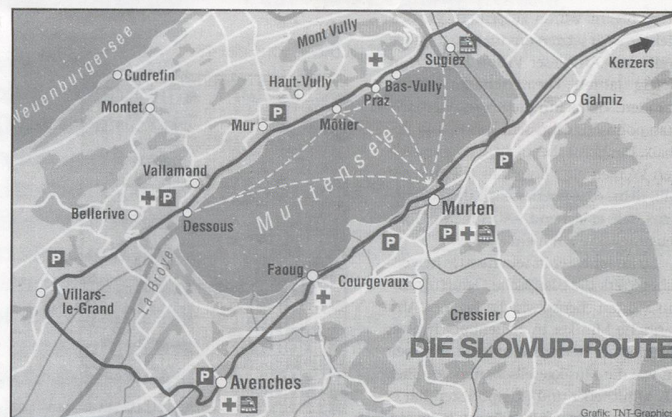 Neuenburgersee
Mont Vully
Sugiez
Kerzers
Cudrefin
Haut-Vully
Bas-Vully
Praz
Galmiz
Montet
Mur
P
Môtier
Murtensee
P
Vallamand
P
Bellerive
Dessous
Murten
P
P
P
La Broye
Faoug
Courgevaux
Villars-
le-Grand
Cressier
DIE SLOWUP-ROUTE
P
Avenches
Grafik: TNT-Graphic